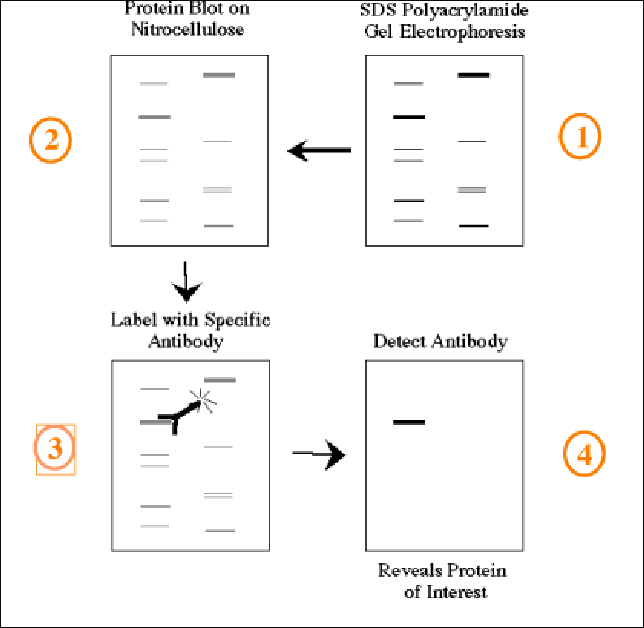 Protein Blot on
Nitrocellulose
SDS Polyacrylamide
Gel Electrophoresis
2
1
Label with Specific
Antibody
Detect Antibody
3
4
Reveals Protein
of Interest